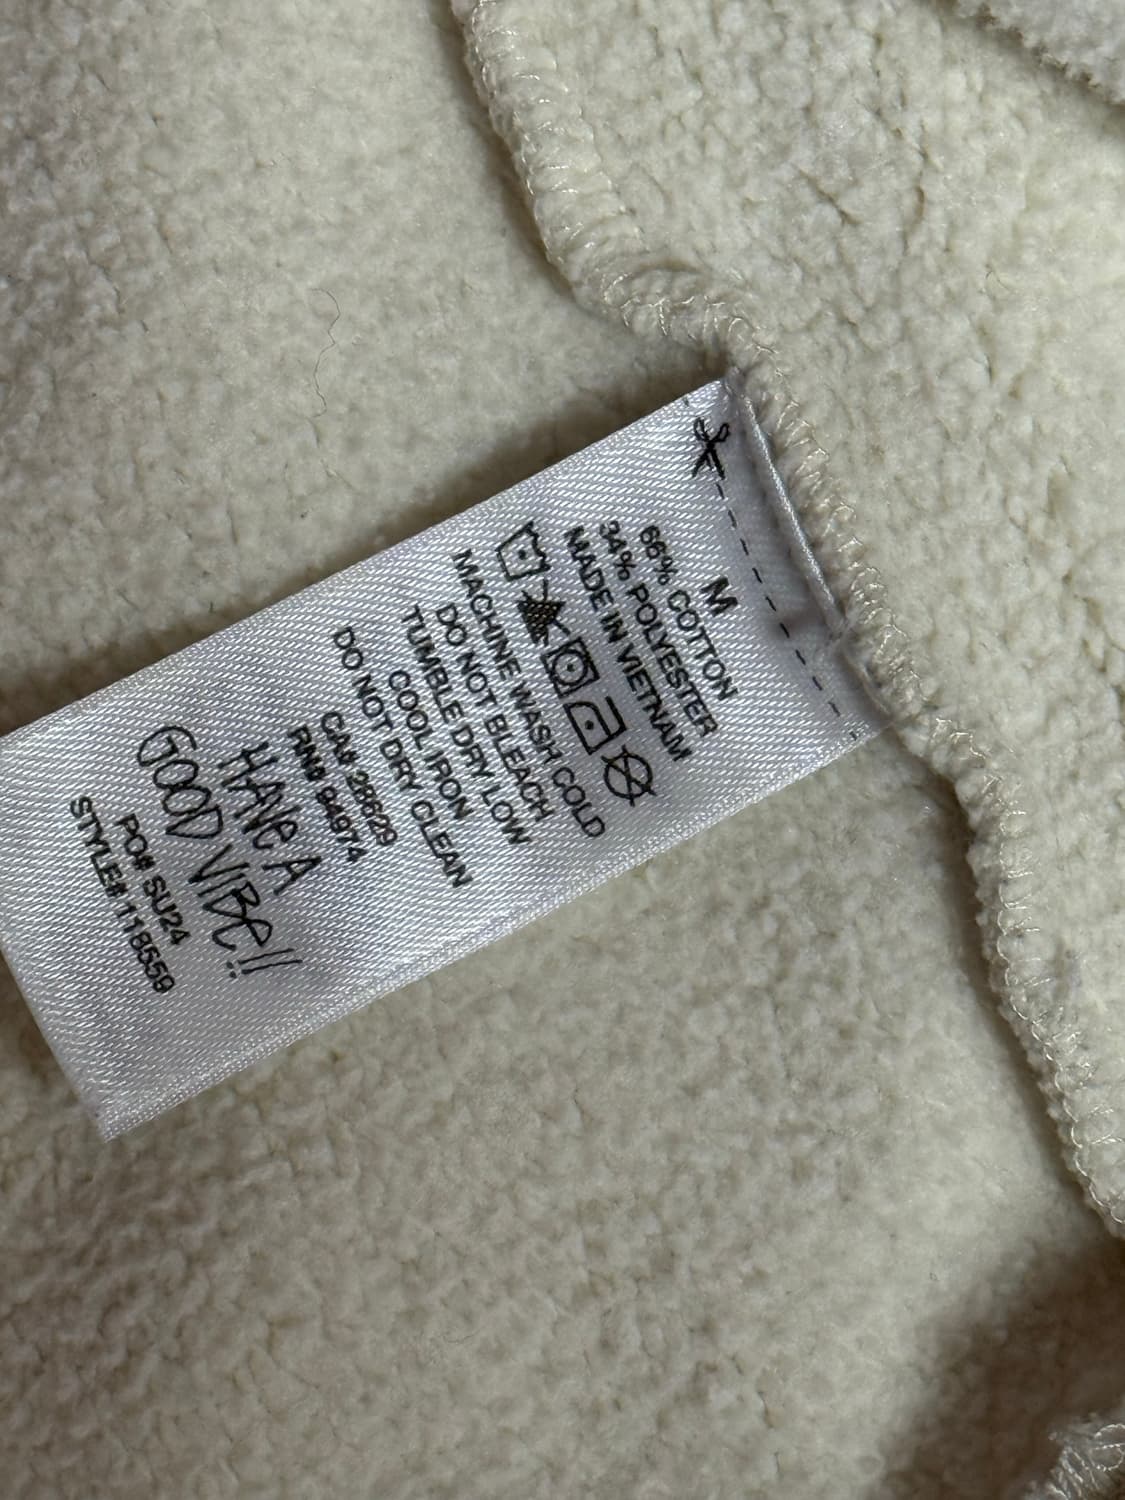 M
66% COTTON
34% POLYESTER
MADE IN VIETNAM
MACHINE WASH COLD
DO NOT BLEACH
TUMBLE DRY LOW
COOL IRON
DO NOT DRY CLEAN
CA# 28629
RN# 94974
HAVE A
GOOD VIBE!!
PO# SU24
STYLE# 118559